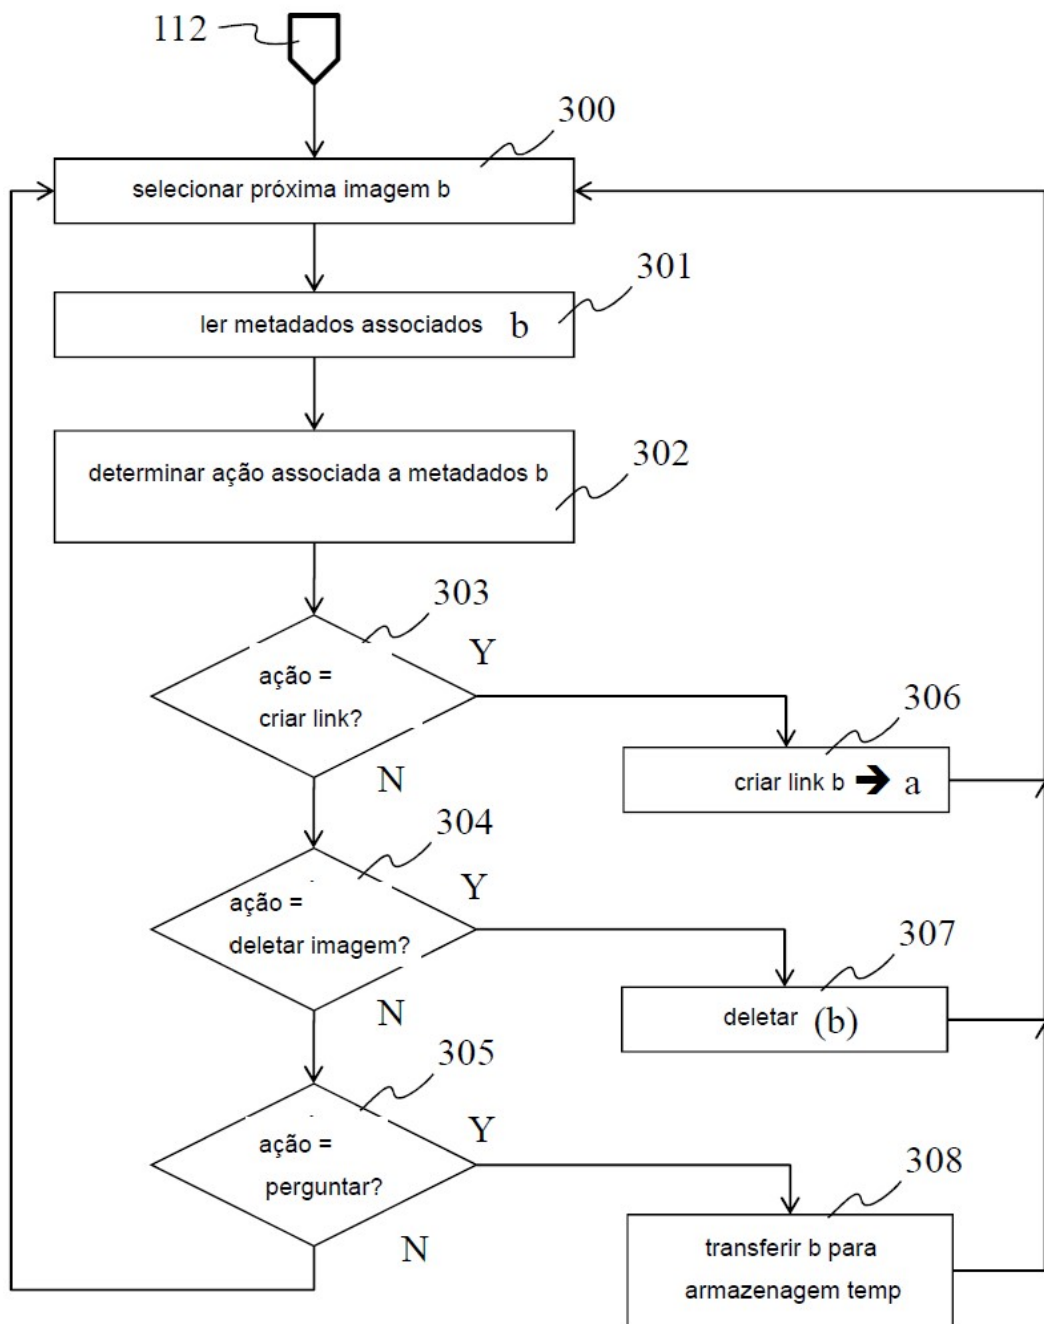 112
300
selecionar próxima imagem b
301
ler metadados associados b
302
determinar ação associada a metadados b
303
Y
ação =
criar link?
306
N
criar link b ➔ a
304
Y
ação =
deletar imagem?
307
N
deletar (b)
305
Y
ação =
perguntar?
308
N
transferir b para
armazenagem temp